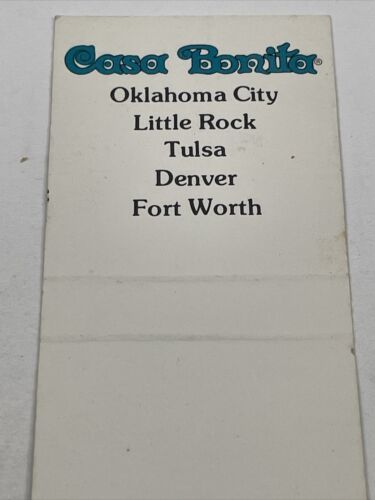 Casa Bonita®
Oklahoma City
Little Rock
Tulsa
Denver
Fort Worth